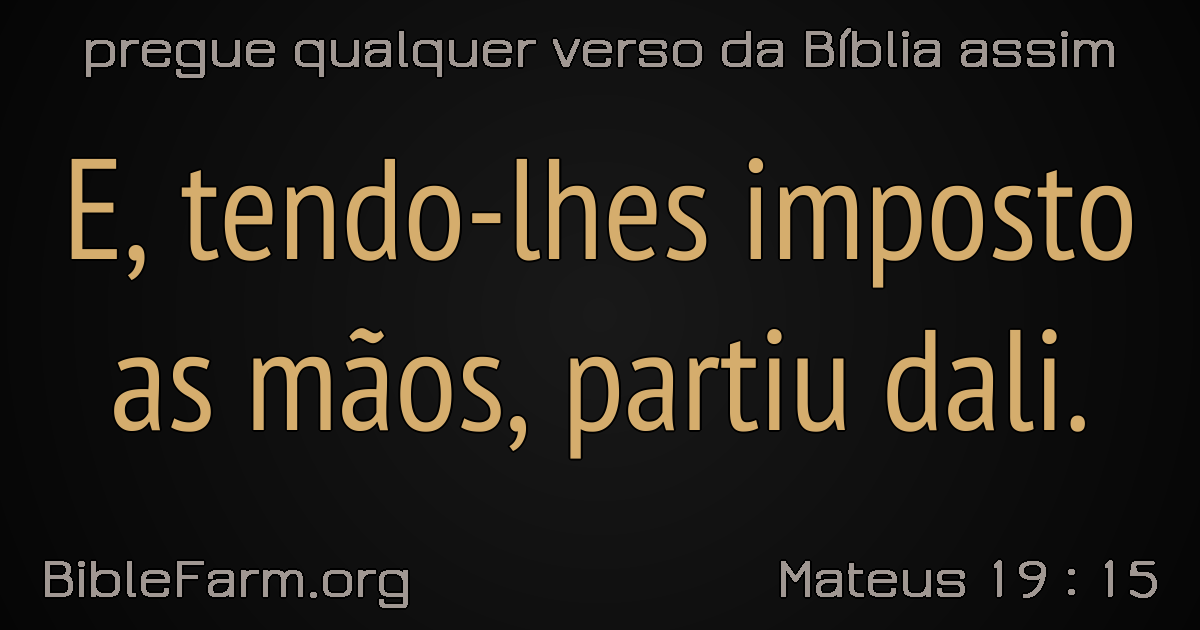 pregue qualquer verso da Bíblia assim
E, tendo-lhes imposto
as mãos, partiu dali.
BibleFarm.org
Mateus 19 : 15